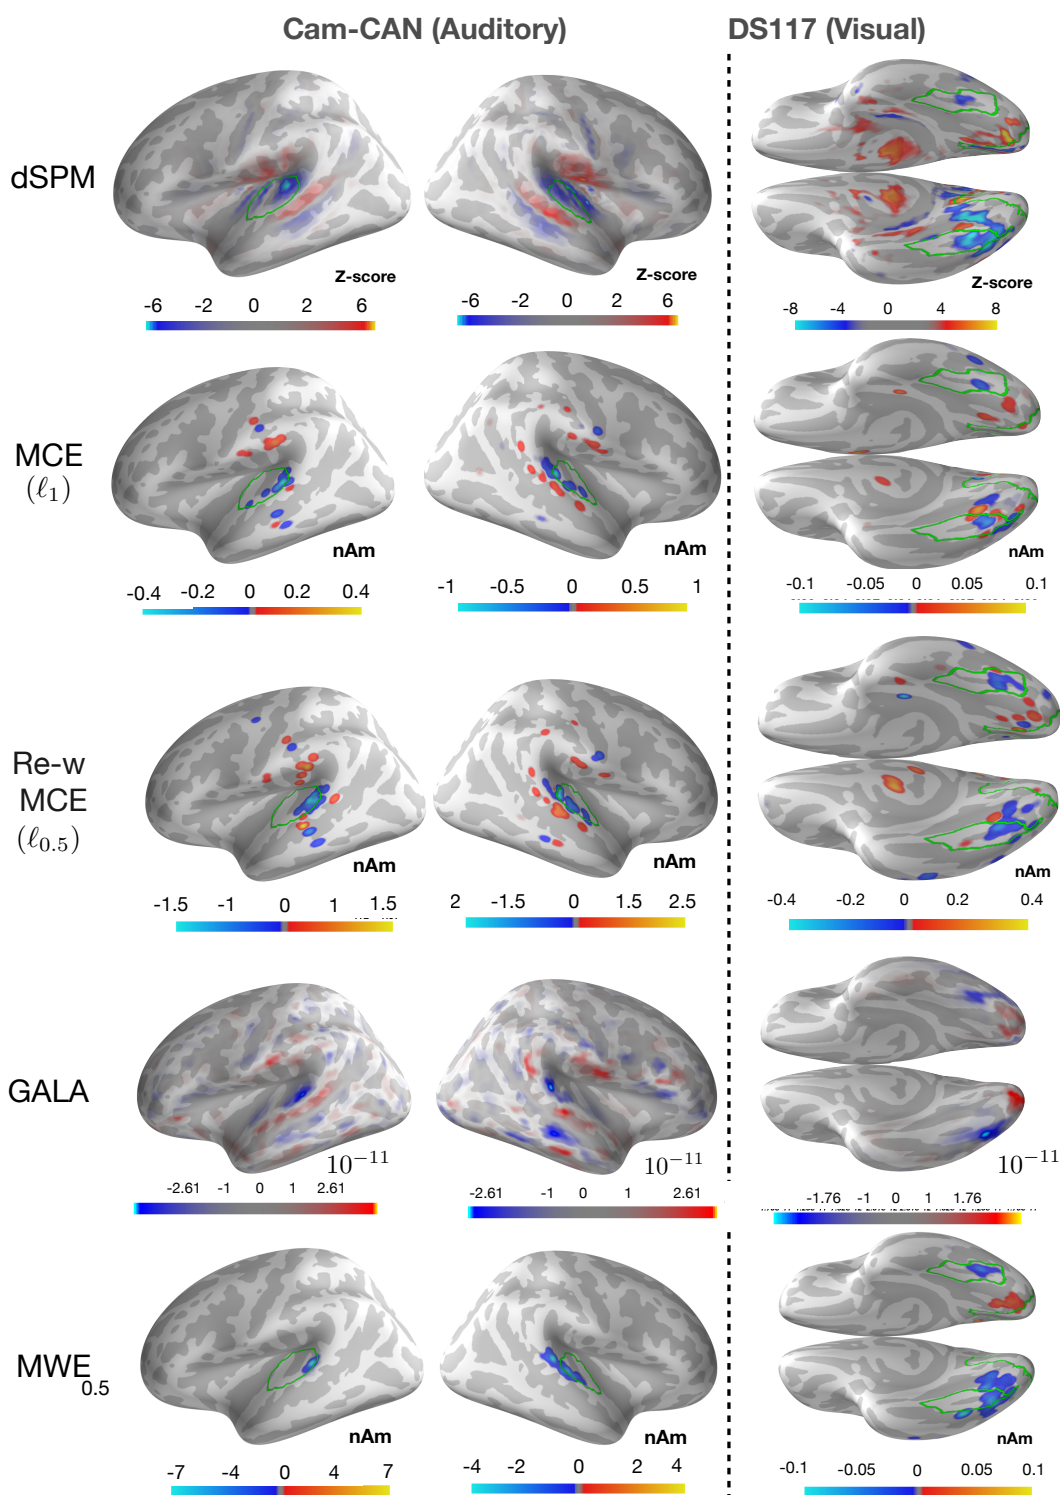 Cam-CAN (Auditory) DS117 (Visual)
dSPM
Z-score Z-score Z-score
-6 -2 0 2 6 -6 -2 0 2 6 -8 -4 0 4 8
MCE
(ℓ₁)
nAm nAm nAm
-0.4 -0.2 0 0.2 0.4 -1 -0.5 0 0.5 1 -0.1 -0.05 0 0.05 0.1
Re-w
MCE
(ℓ₀.₅)
nAm nAm nAm
-1.5 -1 0 1 1.5 2 -1.5 0 1.5 2.5 -0.4 -0.2 0 0.2 0.4
GALA
10⁻¹¹ 10⁻¹¹ 10⁻¹¹
-2.61 -1 0 1 2.61 -2.61 -1 0 1 2.61 -1.76 -1 0 1 1.76
MWE₀.₅
nAm nAm nAm
-7 -4 0 4 7 -4 -2 0 2 4 -0.1 -0.05 0 0.05 0.1